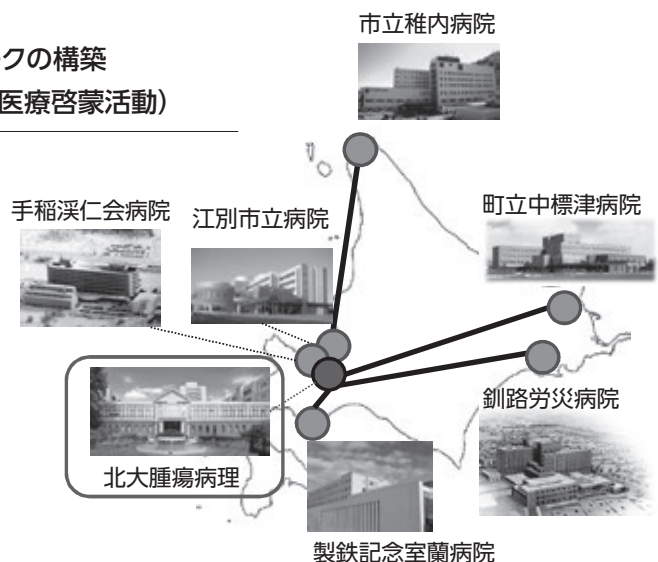 ークの構築
医療啓蒙活動）
市立稚内病院
手稲渓仁会病院
江別市立病院
町立中標津病院
釧路労災病院
北大腫瘍病理
製鉄記念室蘭病院